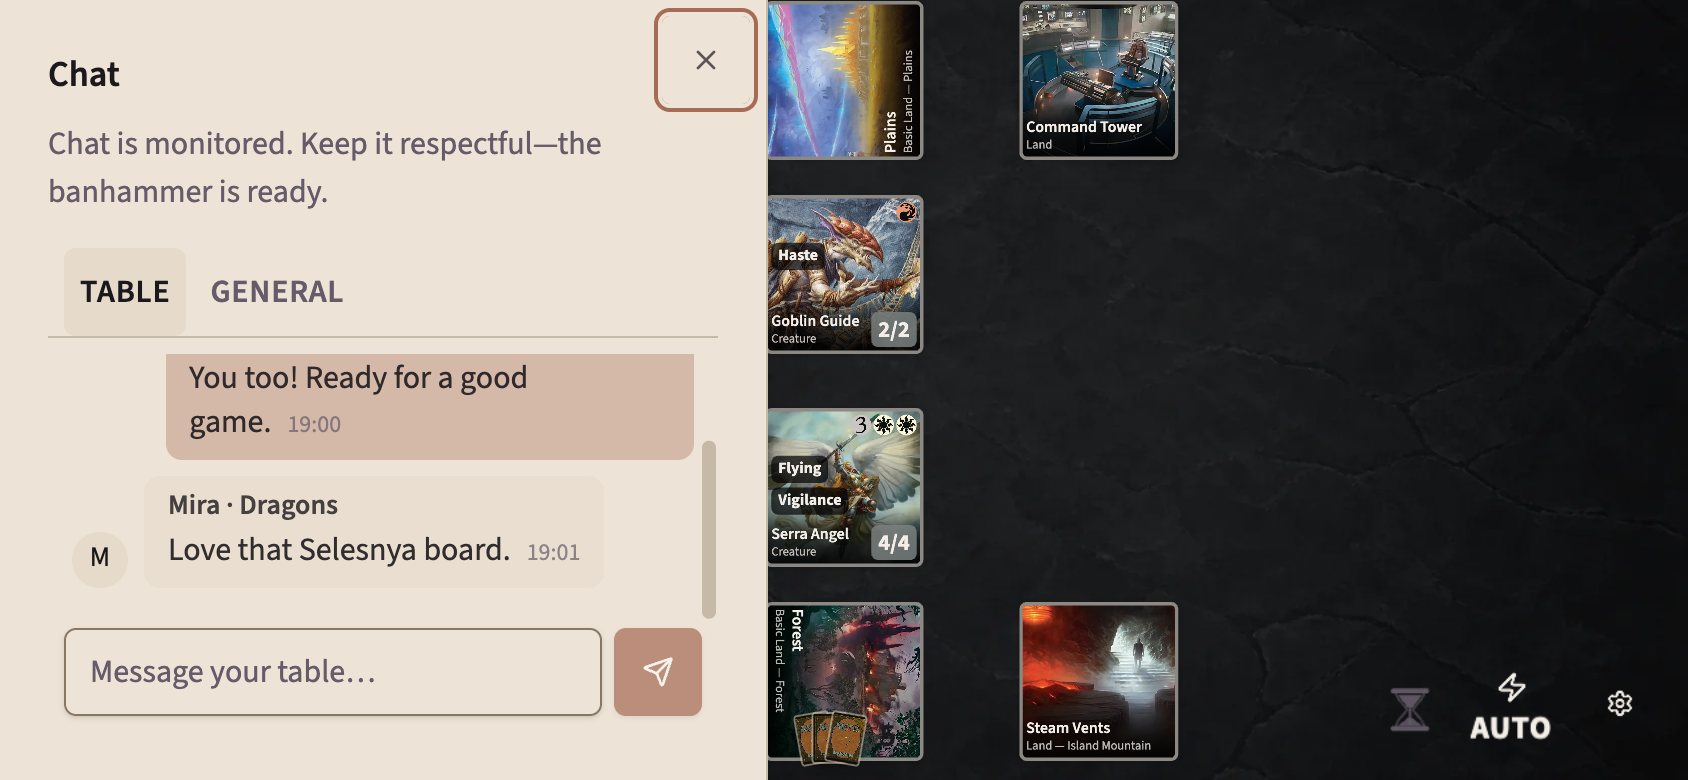 Chat
Chat is monitored. Keep it respectful—the
banhammer is ready.
TABLE GENERAL
You too! Ready for a good
game. 19:00
Mira · Dragons
M
Love that Selesnya board. 19:01
Message your table…
Plains
Basic Land — Plains
Command Tower
Land
Haste
Goblin Guide
Creature
2/2
3
Flying
Vigilance
Serra Angel
Creature
4/4
Forest
Basic Land — Forest
Steam Vents
Land — Island Mountain
AUTO